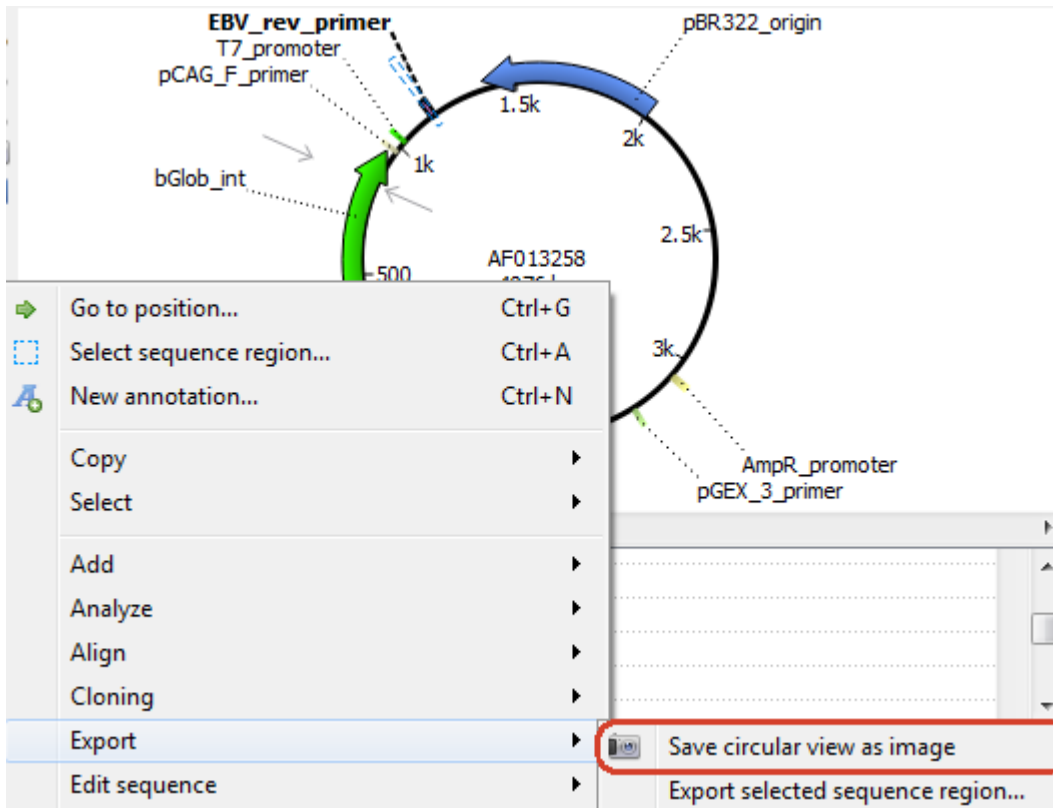 EBV_rev_primer
T7_promoter
pCAG_F_primer
pBR322_origin
1.5k
2k
1k
bGlob_int
2.5k
AF013258
500
Go to position... Ctrl+G
Select sequence region... Ctrl+A
New annotation... Ctrl+N
3k
Copy
Select
AmpR_promoter
pGEX_3_primer
Add
Analyze
Align
Cloning
Export
Save circular view as image
Edit sequence
Export selected sequence region...